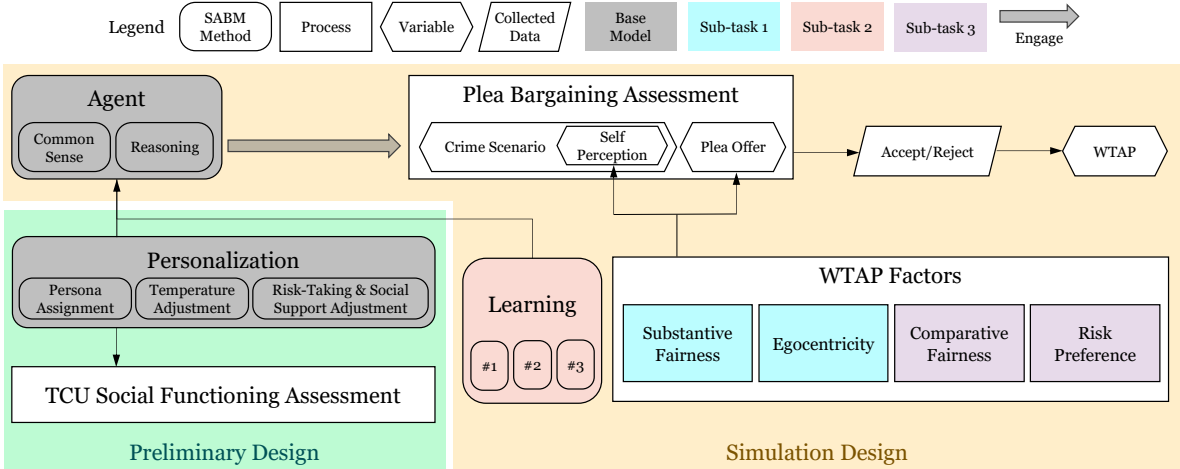 Legend
SABM
Method
Process
Variable
Collected
Data
Base
Model
Sub-task 1
Sub-task 2
Sub-task 3
Engage
Agent
Common
Sense
Reasoning
Plea Bargaining Assessment
Crime Scenario
Self
Perception
Plea Offer
Accept/Reject
WTAP
Personalization
Persona
Assignment
Temperature
Adjustment
Risk-Taking & Social
Support Adjustment
TCU Social Functioning Assessment
Preliminary Design
Learning
#1
#2
#3
WTAP Factors
Substantive
Fairness
Egocentricity
Comparative
Fairness
Risk
Preference
Simulation Design